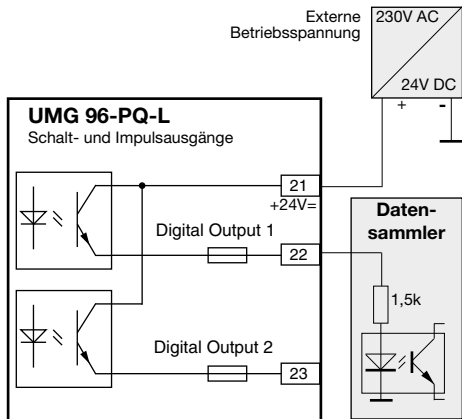 Externe
Betriebsspannung
230V AC
24V DC
+ -
UMG 96-PQ-L
Schalt- und Impulsausgänge
21
+24V=
Digital Output 1
22
Daten-
sammler
1,5k
Digital Output 2
23